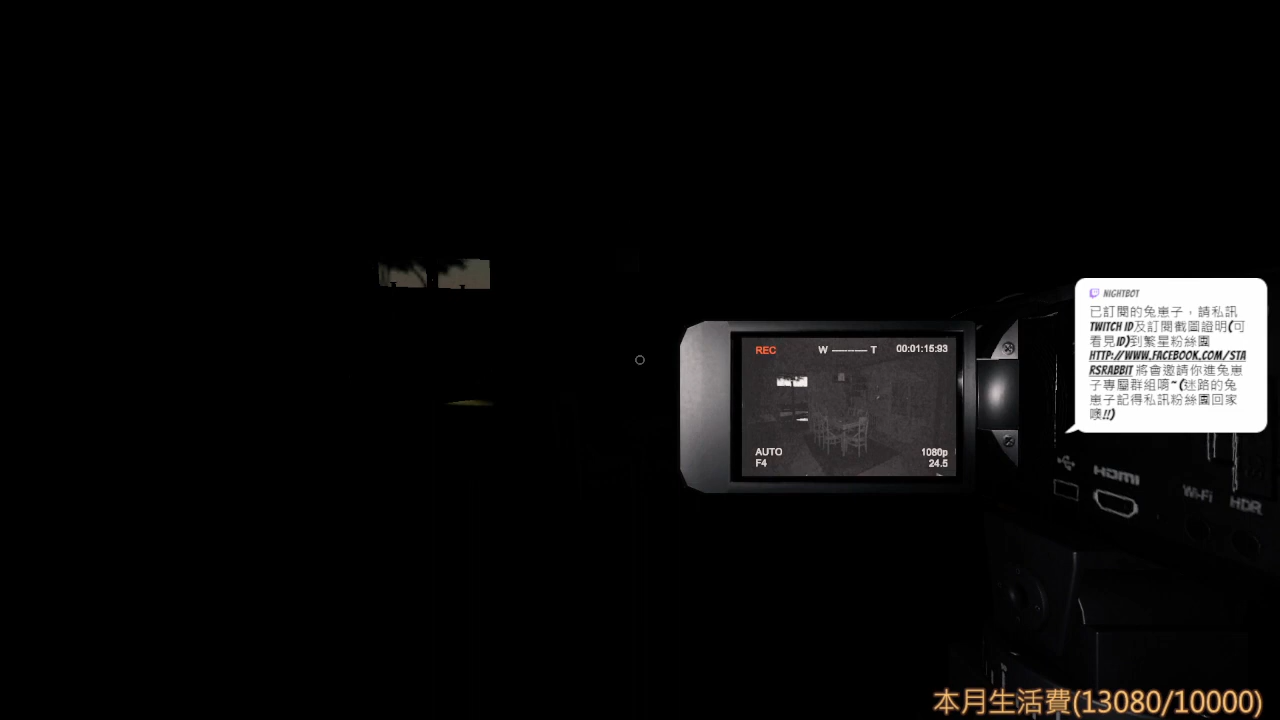 NIGHTBOT
已訂閱的兔崽子，請私訊
TWITCH ID及訂閱截圖證明(可
看見ID)到繁星粉絲團
HTTP://WWW.FACEBOOK.COM/STA
RSRABBIT 將會邀請你進兔崽
子專屬群組唷~(迷路的兔
崽子記得私訊粉絲團回家
噢!!)
REC
W T
00:01:15:93
AUTO
1080p
F4
24.5
HDMI
Wi-Fi
HDR
本月生活費(13080/10000)